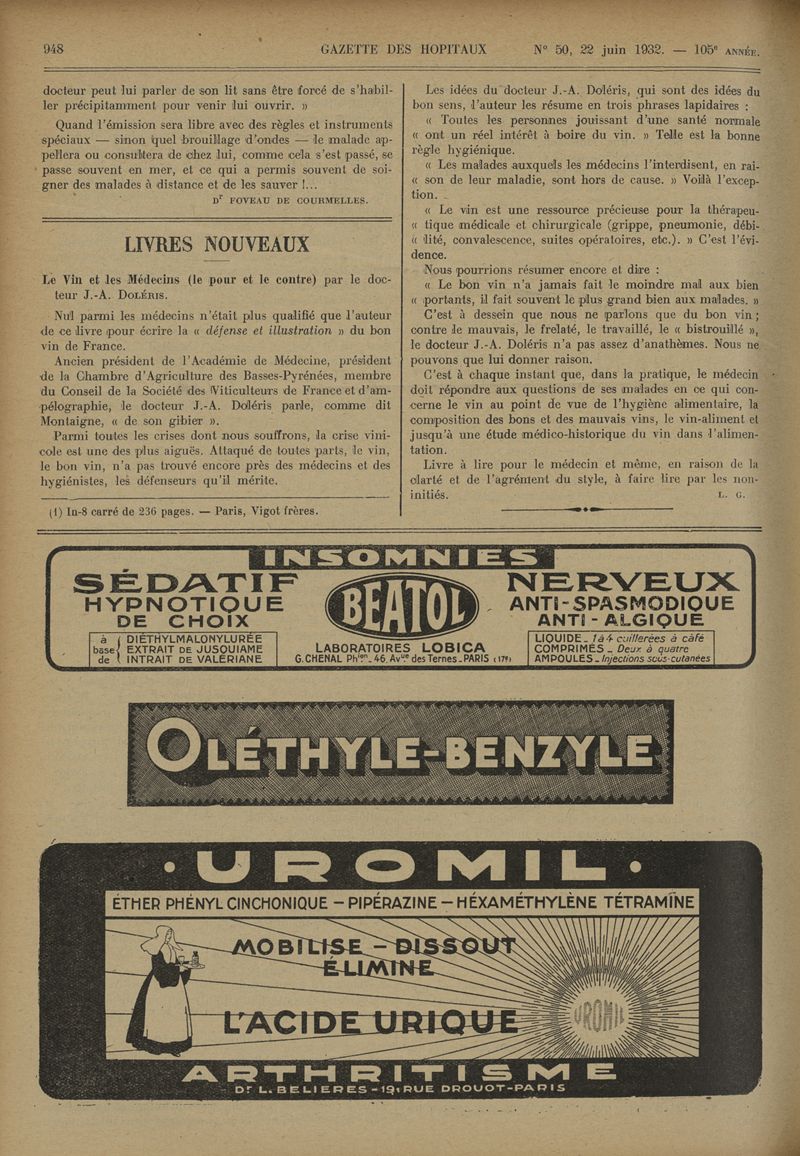 948 GAZETTE DES HOPITAUX N° 50, 22 juin 1932. — 105e ANNÉE.
docteur peut lui parler de son lit sans être forcé de s'habil-
ler précipitamment pour venir lui ouvrir. »
Quand l'émission sera libre avec des règles et instruments
spéciaux — sinon quel brouillage d'ondes — le malade ap-
pellera ou consultera de chez lui, comme cela s'est passé, se
passe souvent en mer, et ce qui a permis souvent de soi-
gner des malades à distance et de les sauver !...
Dr FOVEAU DE COURMELLES.
LIVRES NOUVEAUX
Le Vin et les Médecins (le pour et le contre) par le doc-
teur J.-A. DOLÉRIS.
Nul parmi les médecins n'était plus qualifié que l'auteur
de ce livre pour écrire la « défense et illustration » du bon
vin de France.
Ancien président de l'Académie de Médecine, président
de la Chambre d'Agriculture des Basses-Pyrénées, membre
du Conseil de la Société des Viticulteurs de France et d'am-
pélographie, le docteur J.-A. Doléris parle, comme dit
Montaigne, « de son gibier ».
Parmi toutes les crises dont nous souffrons, la crise vini-
cole est une des plus aiguës. Attaqué de toutes parts, le vin,
le bon vin, n'a pas trouvé encore près des médecins et des
hygiénistes, les défenseurs qu'il mérite.
(1) In-8 carré de 236 pages. — Paris, Vigot frères.
Les idées du docteur J.-A. Doléris, qui sont des idées du
bon sens, l'auteur les résume en trois phrases lapidaires :
« Toutes les personnes jouissant d'une santé normale
« ont un réel intérêt à boire du vin. » Telle est la bonne
règle hygiénique.
« Les malades auxquels les médecins l'interdisent, en rai-
« son de leur maladie, sont hors de cause. » Voilà l'excep-
tion.
« Le vin est une ressource précieuse pour la thérapeu-
« tique médicale et chirurgicale (grippe, pneumonie, débi-
« lité, convalescence, suites opératoires, etc.). » C'est l'évi-
dence.
Nous pourrions résumer encore et dire :
« Le bon vin n'a jamais fait le moindre mal aux bien
« portants, il fait souvent le plus grand bien aux malades. »
C'est à dessein que nous ne parlons que du bon vin ;
contre le mauvais, le frelaté, le travaillé, le « bistrouillé »,
le docteur J.-A. Doléris n'a pas assez d'anathèmes. Nous ne
pouvons que lui donner raison.
C'est à chaque instant que, dans la pratique, le médecin
doit répondre aux questions de ses malades en ce qui con-
cerne le vin au point de vue de l'hygiène alimentaire, la
composition des bons et des mauvais vins, le vin-aliment et
jusqu'à une étude médico-historique du vin dans l'alimen-
tation.
Livre à lire pour le médecin et même, en raison de la
clarté et de l'agrément du style, à faire lire par les non-
initiés. L. G.
INSOMNIES
SÉDATIF
HYPNOTIQUE
DE CHOIX
à base de
DIÉTHYLMALONYLURÉE
EXTRAIT DE JUSQUIAME
INTRAIT DE VALÉRIANE
BEATOL
LABORATOIRES LOBICA
G. CHENAL Phien. 46. Avue des Ternes_PARIS (17e)
NERVEUX
ANTI-SPASMODIQUE
ANTI-ALGIQUE
LIQUIDE_ 1 à 4 cuillerées à café
COMPRIMÉS _ Deux à quatre
AMPOULES _ Injections sous-cutanées
OLÉTHYLE-BENZYLE
· UROMIL ·
ÉTHER PHÉNYL CINCHONIQUE – PIPÉRAZINE – HÉXAMÉTHYLÈNE TÉTRAMÎNE
MOBILISE – DISSOUT
ÉLIMINE
L'ACIDE URIQUE
UROMIL
ARTHRITISME
Dr L. BELIERES – 19, RUE DROUOT – PARIS